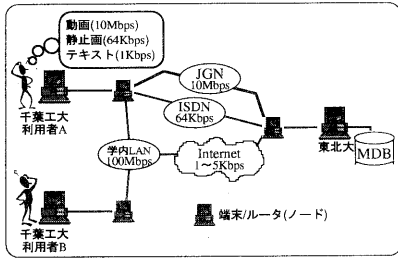 動画(10Mbps)
静止画(64Kbps)
テキスト(1Kbps)
千葉工大
利用者A
JGN
10Mbps
ISDN
64Kbps
学内LAN
100Mbps
Internet
1～5Kbps
東北大
MDB
千葉工大
利用者B
端末/ルータ(ノード)